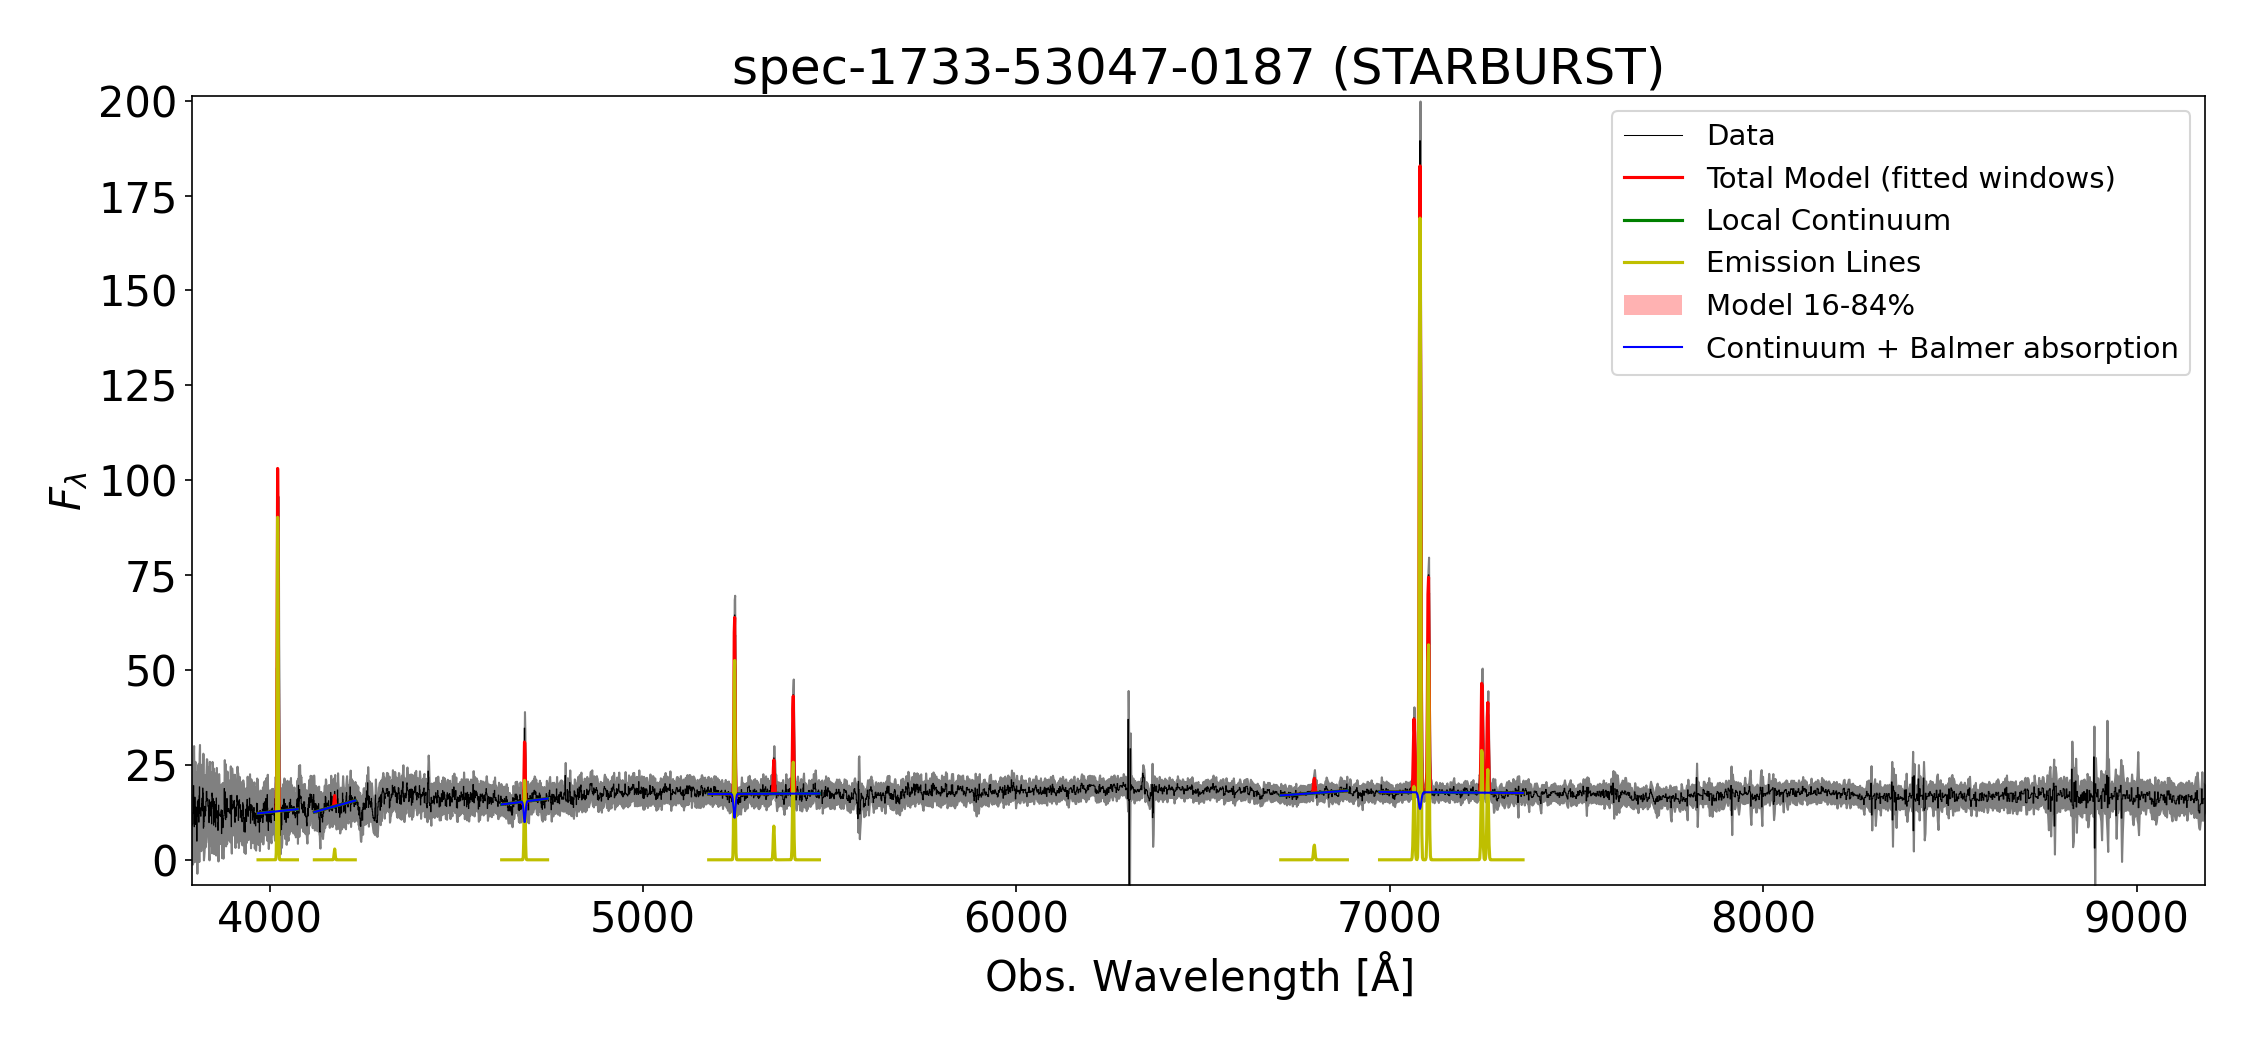 spec-1733-53047-0187 (STARBURST)
200
175
150
125
100
75
50
25
0
Fλ
Data
Total Model (fitted windows)
Local Continuum
Emission Lines
Model 16-84%
Continuum + Balmer absorption
4000 5000 6000 7000 8000 9000
Obs. Wavelength [Å]